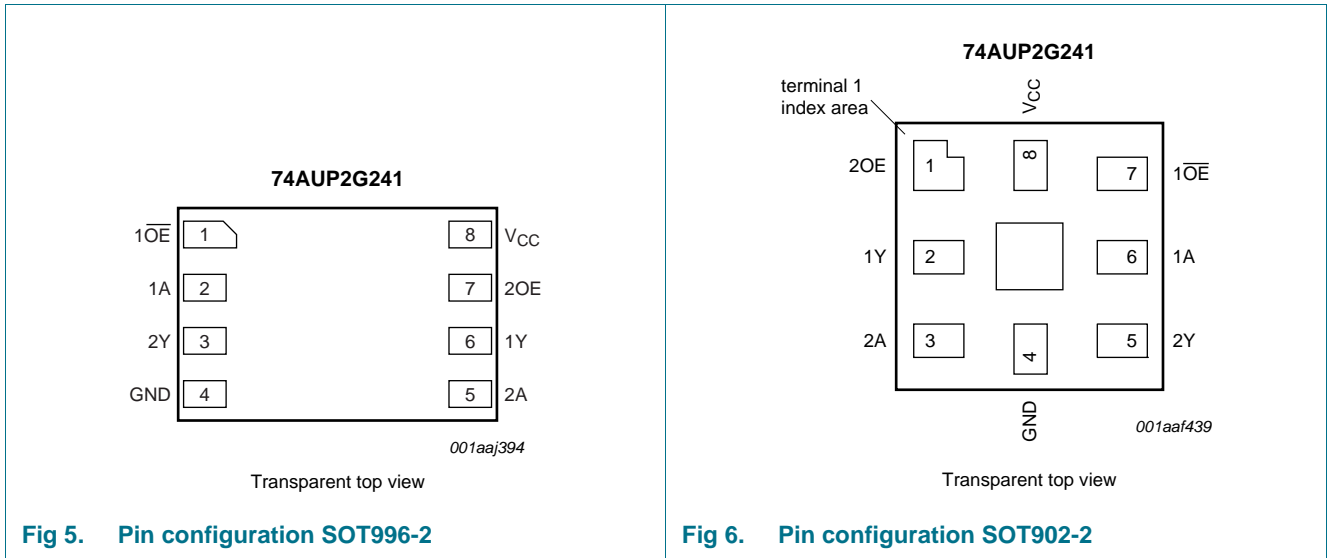 74AUP2G241
1OE 1 8 VCC
1A 2 7 2OE
2Y 3 6 1Y
GND 4 5 2A
001aaj394
Transparent top view
Fig 5. Pin configuration SOT996-2
74AUP2G241
terminal 1
index area
VCC
2OE 1 8 7 1OE
1Y 2 6 1A
2A 3 4 5 2Y
GND
001aaf439
Transparent top view
Fig 6. Pin configuration SOT902-2